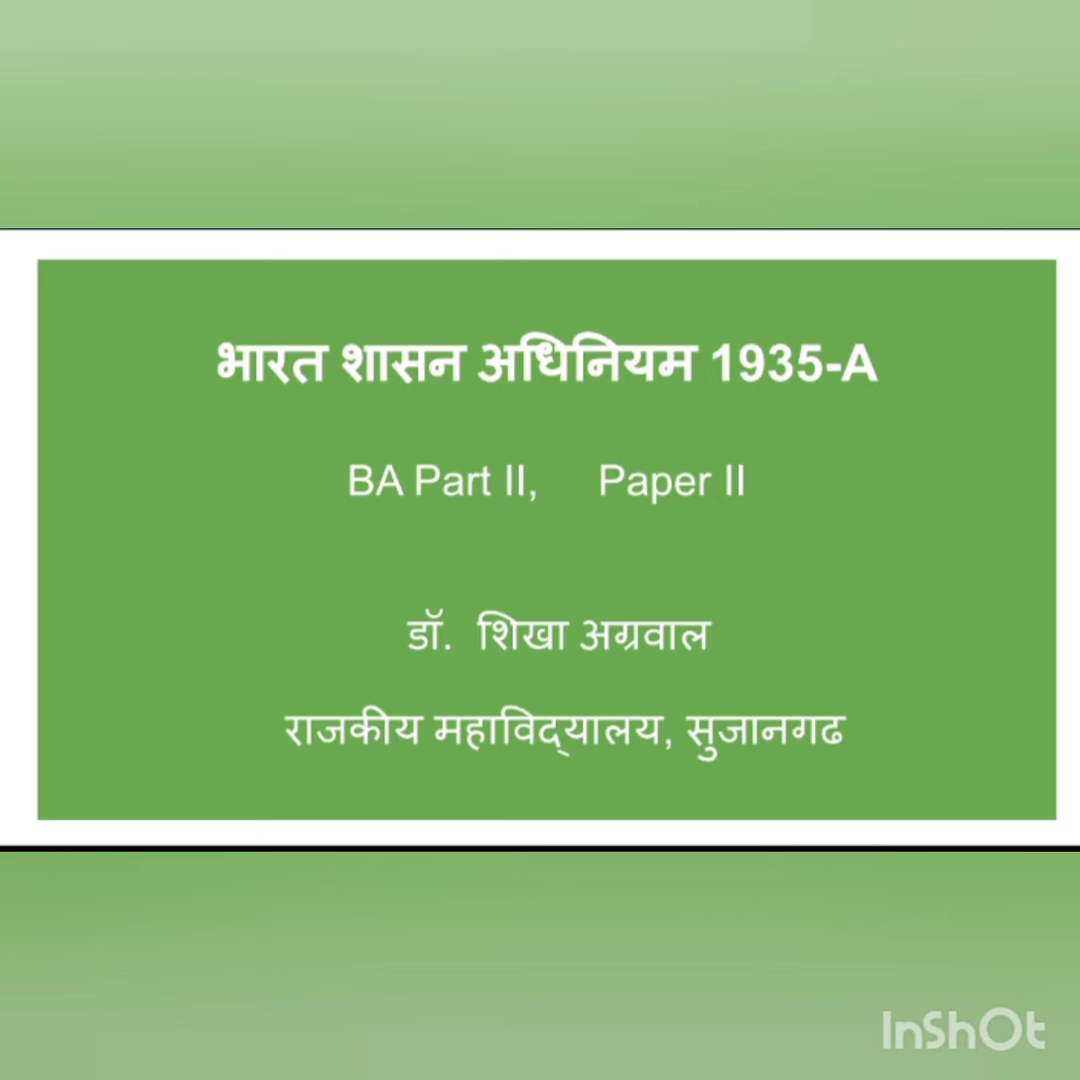 भारत शासन अधिनियम 1935-A
BA Part II, Paper II
डॉ. शिखा अग्रवाल
राजकीय महाविद्‌यालय, सुजानगढ
InShOt